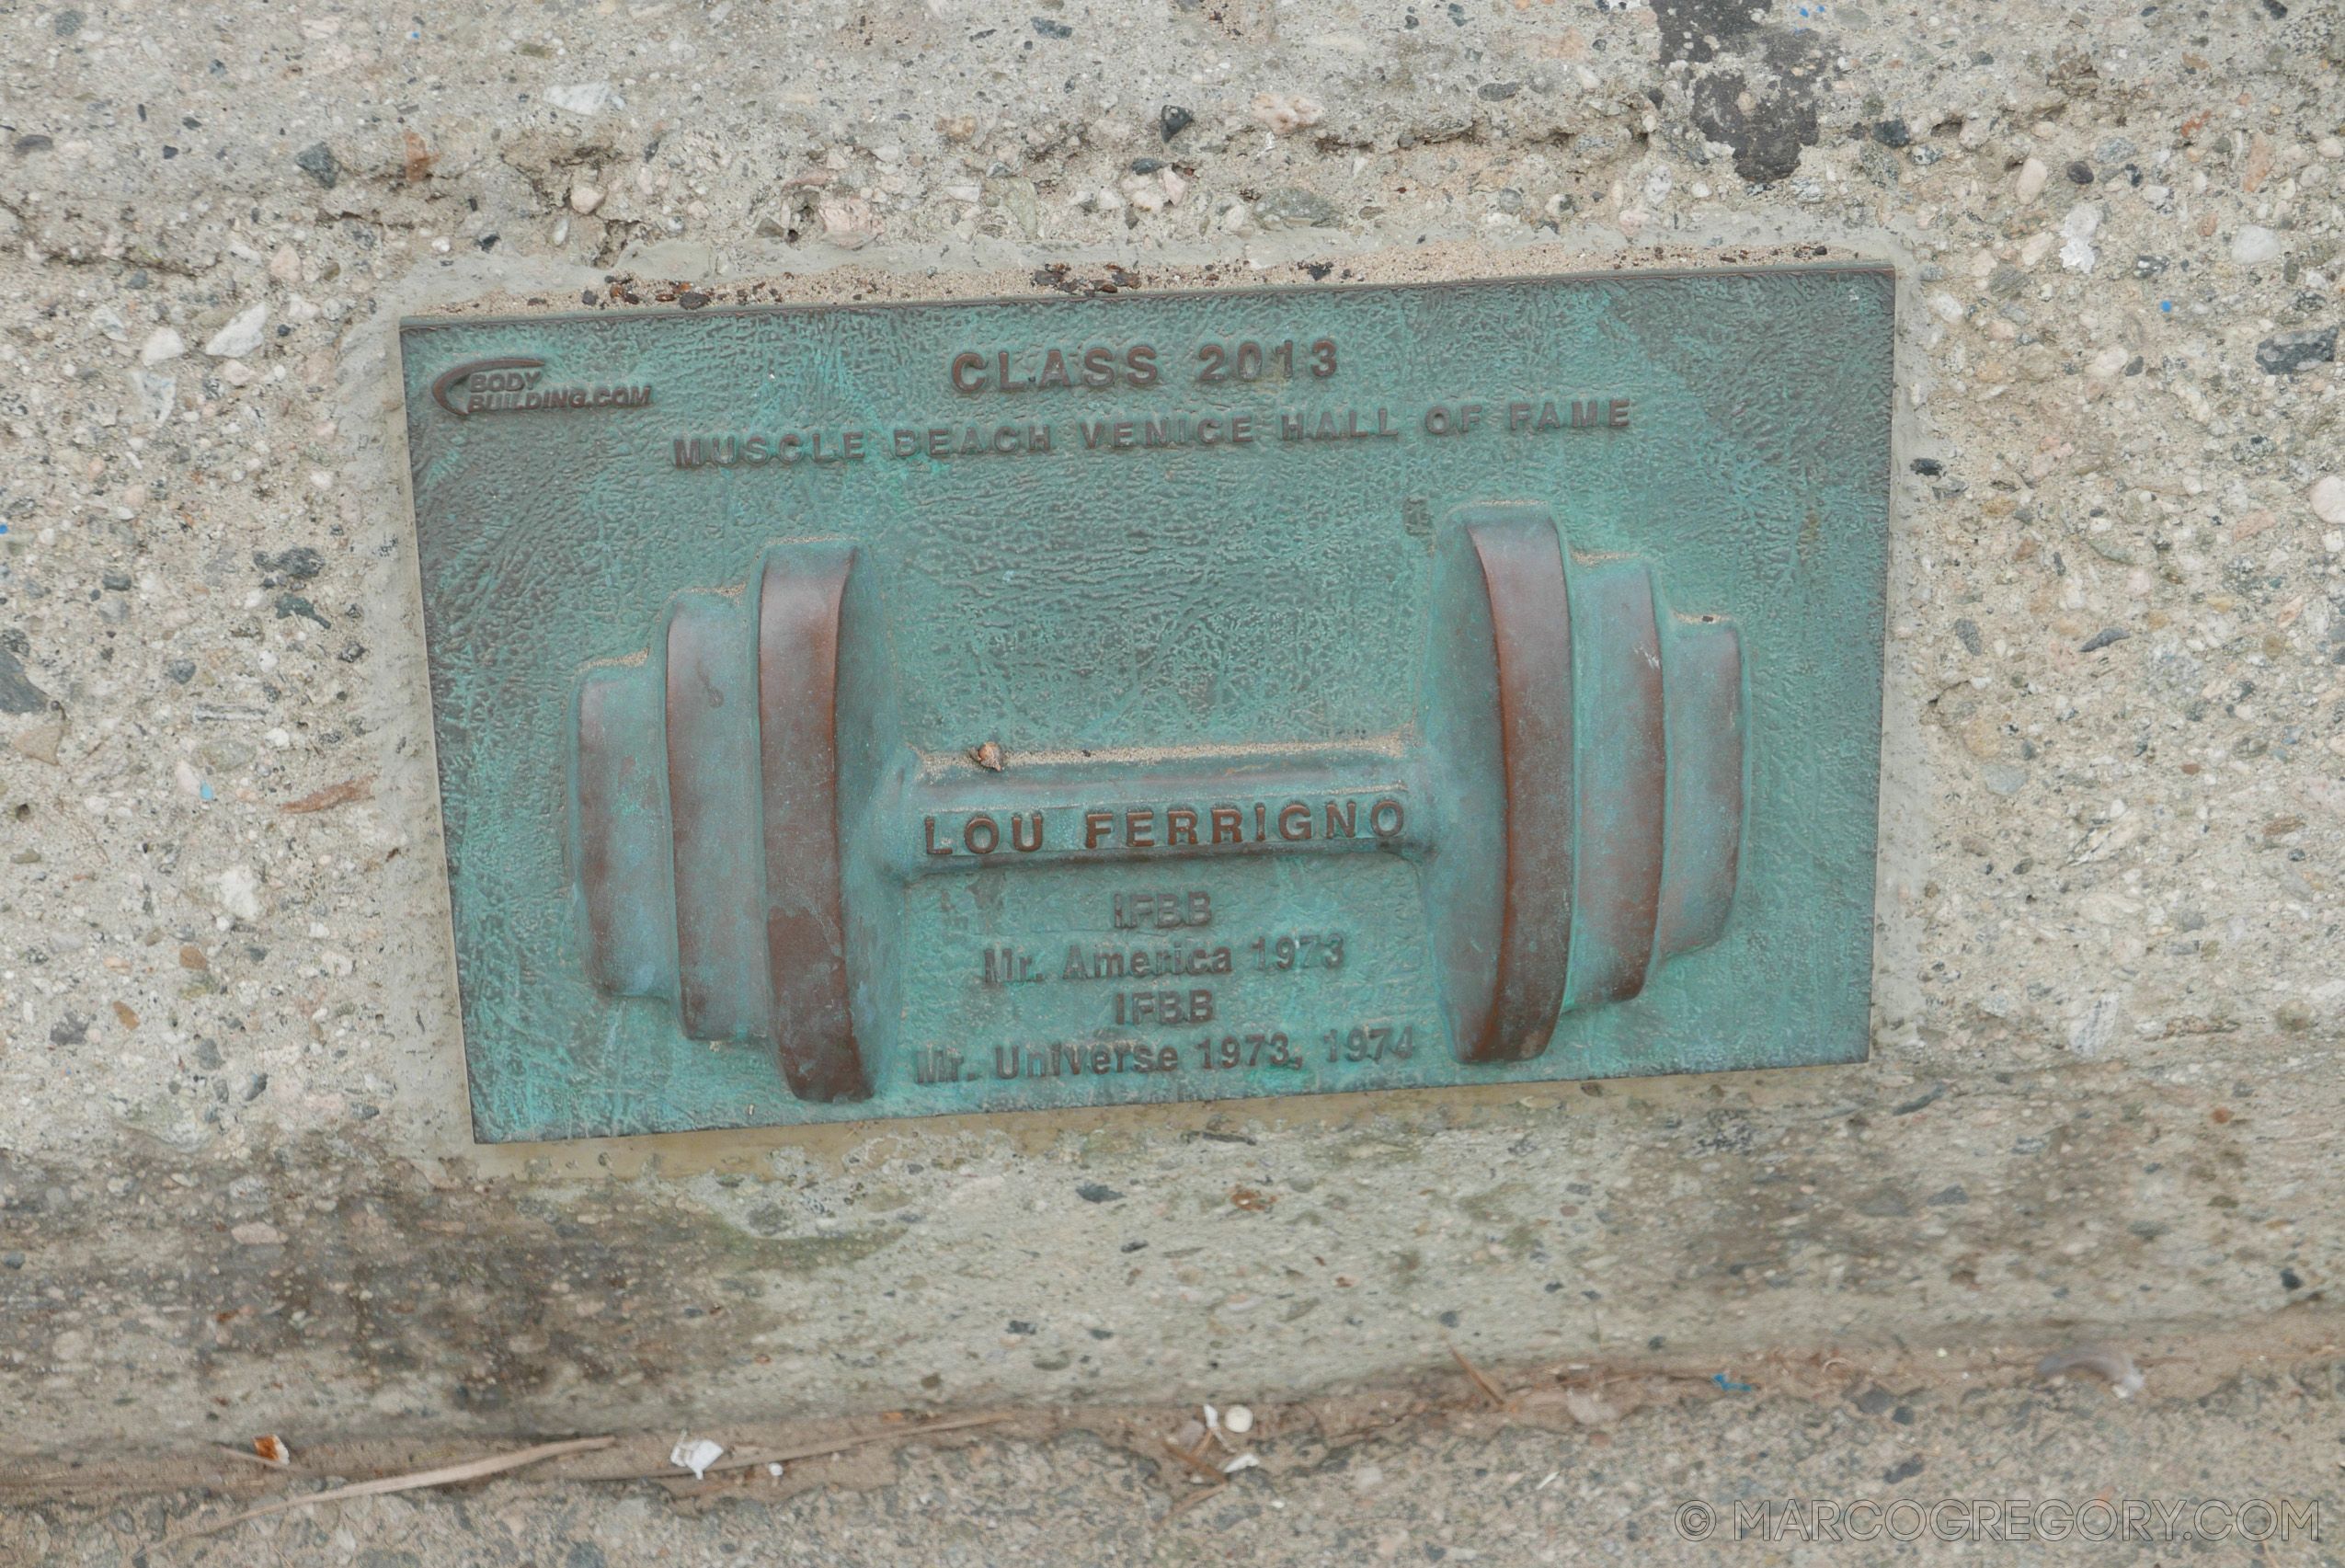 CLASS 2013
BODY
BUILDING.COM
MUSCLE BEACH VENICE HALL OF FAME
LOU FERRIGNO
IFBB
Mr. America 1973
IFBB
Mr. Universe 1973, 1974
© MARCOGREGORY.COM